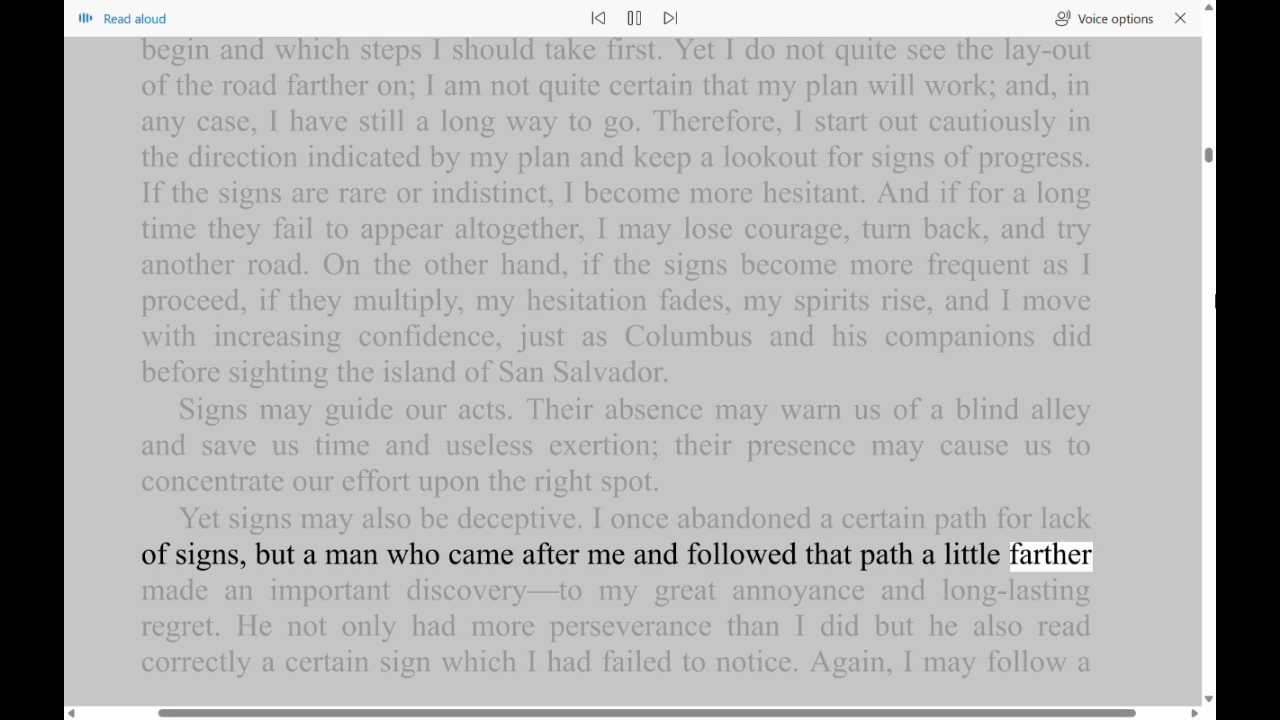 Read aloud
Voice options
begin and which steps I should take first. Yet I do not quite see the lay-out
of the road farther on; I am not quite certain that my plan will work; and, in
any case, I have still a long way to go. Therefore, I start out cautiously in
the direction indicated by my plan and keep a lookout for signs of progress.
If the signs are rare or indistinct, I become more hesitant. And if for a long
time they fail to appear altogether, I may lose courage, turn back, and try
another road. On the other hand, if the signs become more frequent as I
proceed, if they multiply, my hesitation fades, my spirits rise, and I move
with increasing confidence, just as Columbus and his companions did
before sighting the island of San Salvador.
Signs may guide our acts. Their absence may warn us of a blind alley
and save us time and useless exertion; their presence may cause us to
concentrate our effort upon the right spot.
Yet signs may also be deceptive. I once abandoned a certain path for lack
of signs, but a man who came after me and followed that path a little farther
made an important discovery—to my great annoyance and long-lasting
regret. He not only had more perseverance than I did but he also read
correctly a certain sign which I had failed to notice. Again, I may follow a